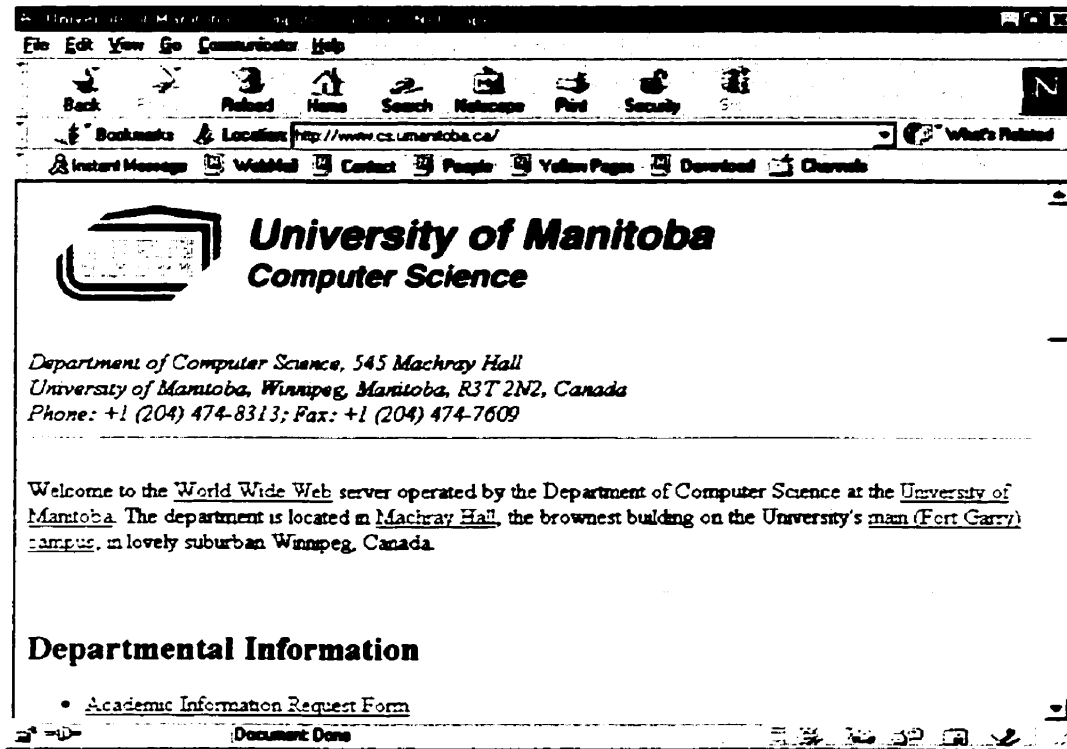 File Edit View Go Communicator Help
Back Reload Home Search Netscape Print Security
Bookmarks Location: http://www.cs.umanitoba.ca/ What's Related
Instant Message WebMail Contact People Yellow Pages Download Channels
University of Manitoba
Computer Science
Department of Computer Science, 545 Machray Hall
University of Manitoba, Winnipeg, Manitoba, R3T 2N2, Canada
Phone: +1 (204) 474-8313; Fax: +1 (204) 474-7609
Welcome to the World Wide Web server operated by the Department of Computer Science at the University of
Manitoba. The department is located in Machray Hall, the brownest building on the University's main (Fort Garry)
campus, in lovely suburban Winnipeg, Canada.
Departmental Information
• Academic Information Request Form
Document: Done